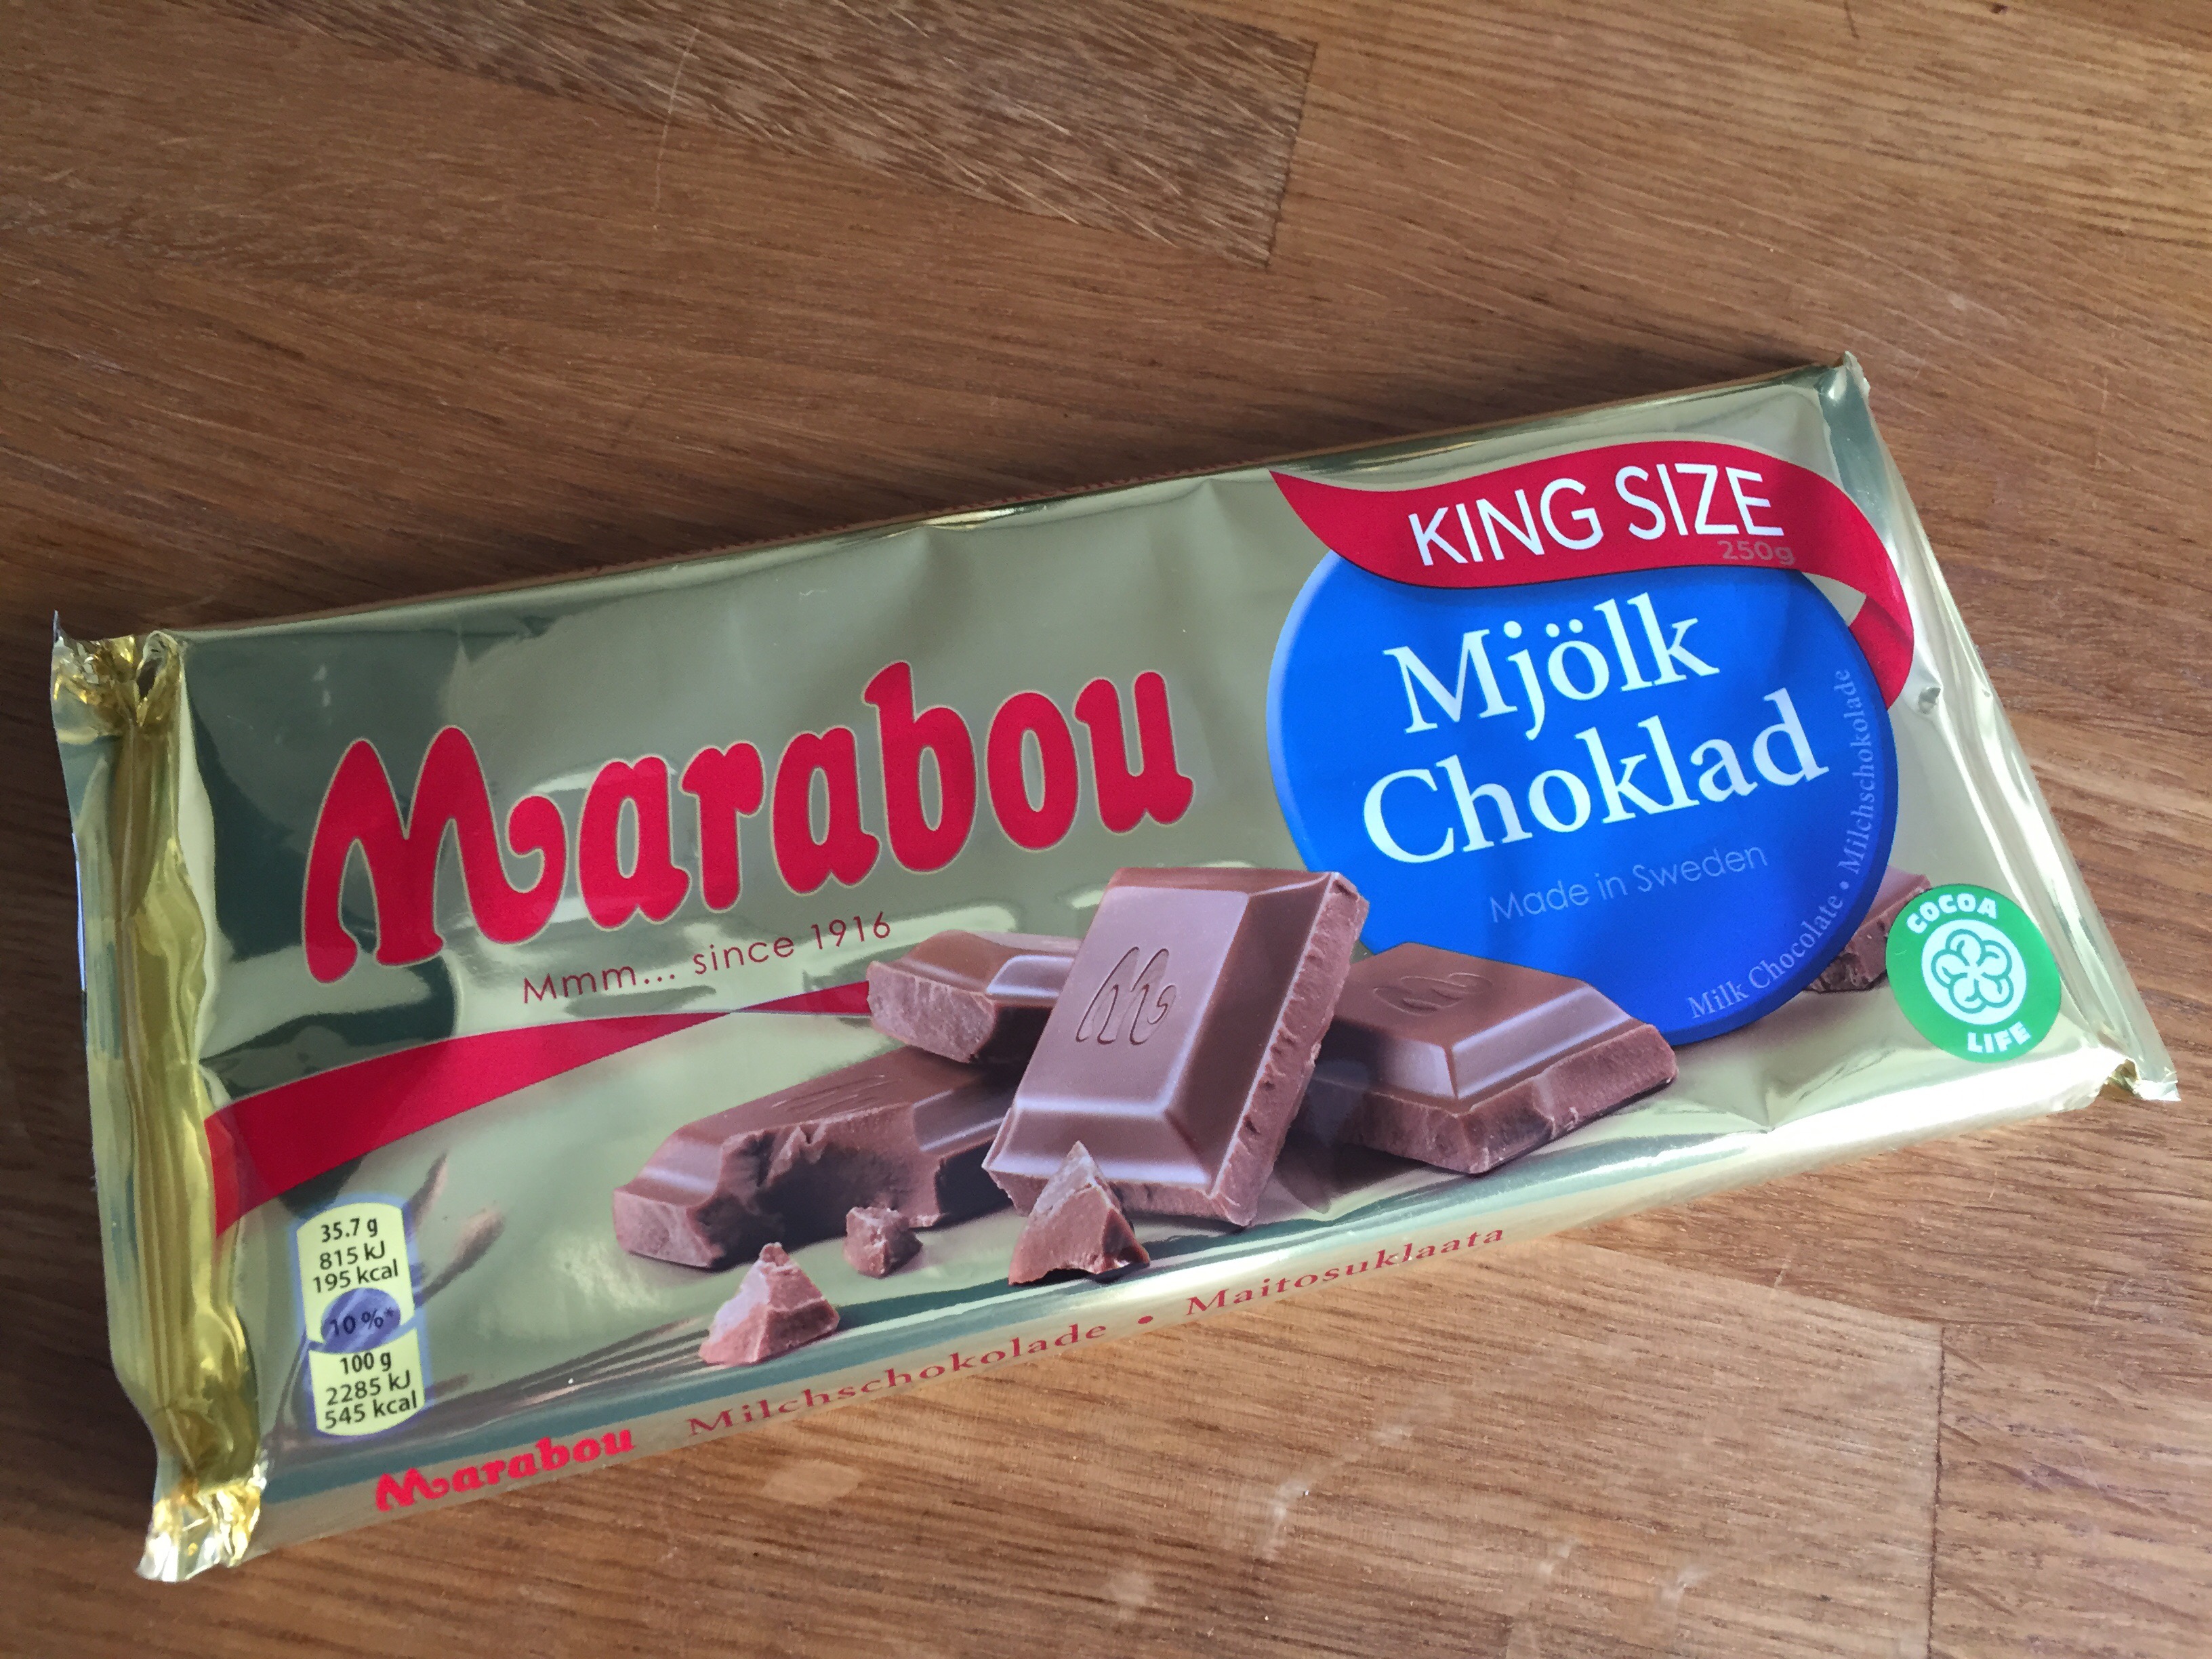 KING SIZE
250g
Mjölk
Choklad
Made in Sweden
Milk Chocolate • Milchschokolade
Marabou
Mmm... since 1916
COCOA
LIFE
35.7 g
815 kJ
195 kcal
10 %*
100 g
2285 kJ
545 kcal
Marabou Milchschokolade • Maitosuklaata